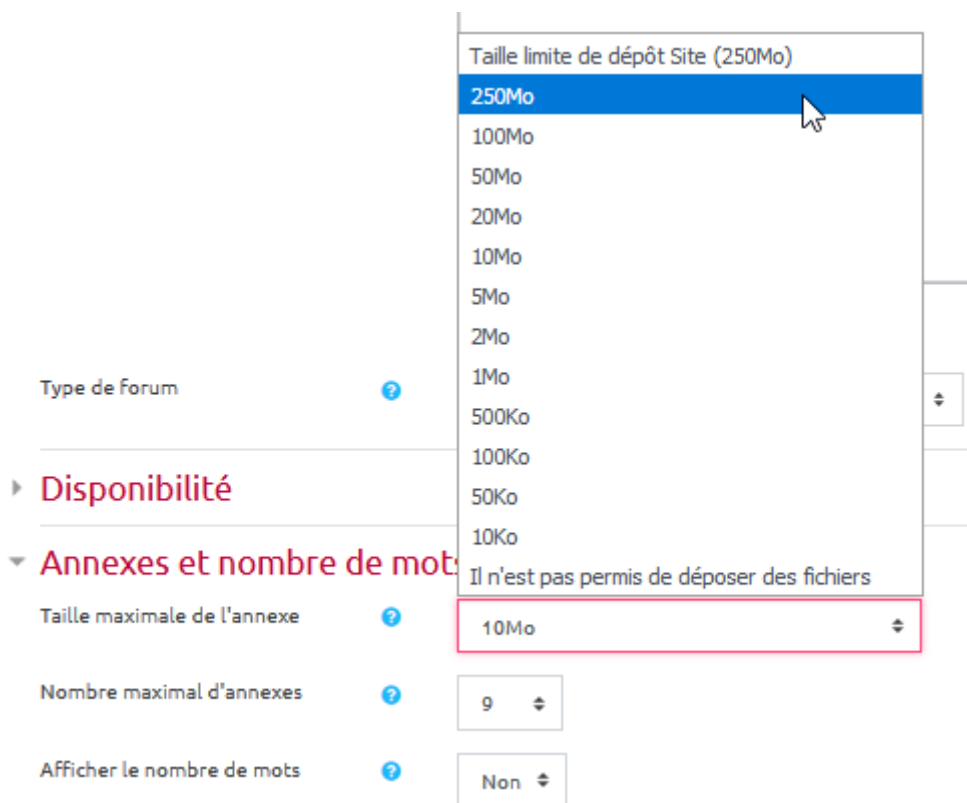 Taille limite de dépôt Site (250Mo)
250Mo
100Mo
50Mo
20Mo
10Mo
5Mo
2Mo
1Mo
500Ko
100Ko
50Ko
10Ko
Il n'est pas permis de déposer des fichiers
Type de forum
Disponibilité
Annexes et nombre de mots
Taille maximale de l'annexe
10Mo
Nombre maximal d'annexes
9
Afficher le nombre de mots
Non